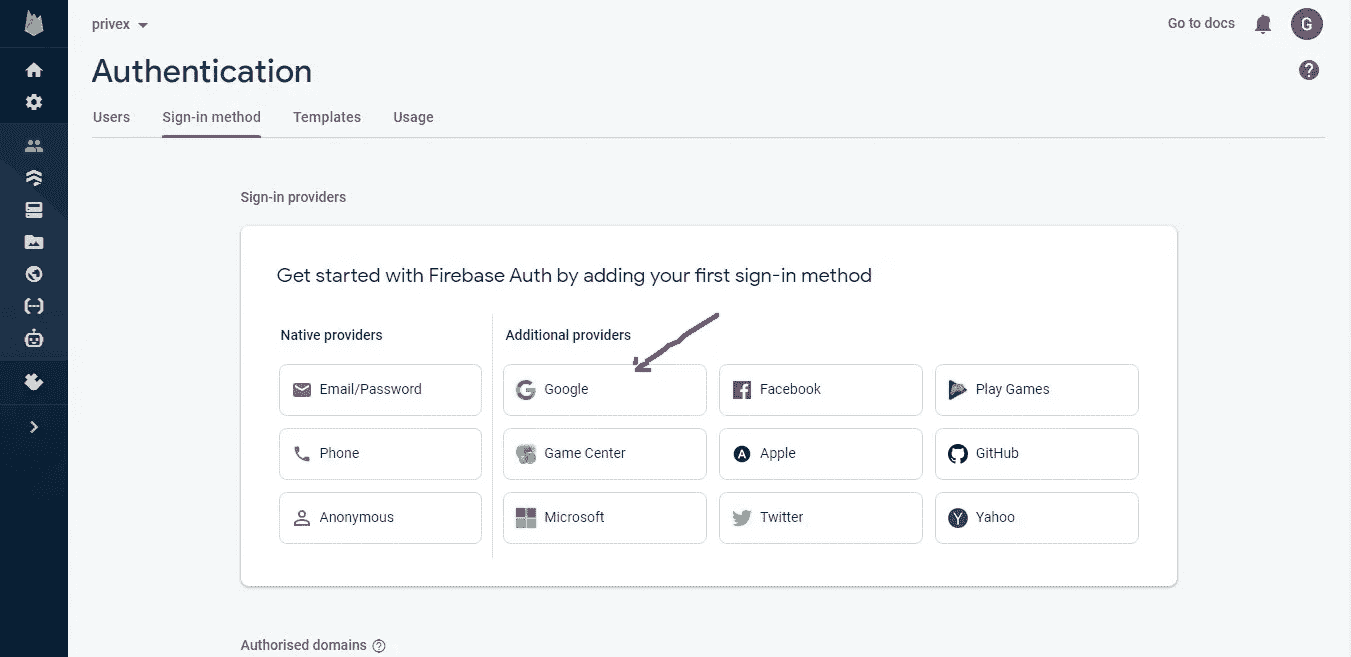 privex
Go to docs
G
Authentication
Users Sign-in method Templates Usage
Sign-in providers
Get started with Firebase Auth by adding your first sign-in method
Native providers Additional providers
Email/Password Google Facebook Play Games
Phone Game Center Apple GitHub
Anonymous Microsoft Twitter Yahoo
Authorised domains